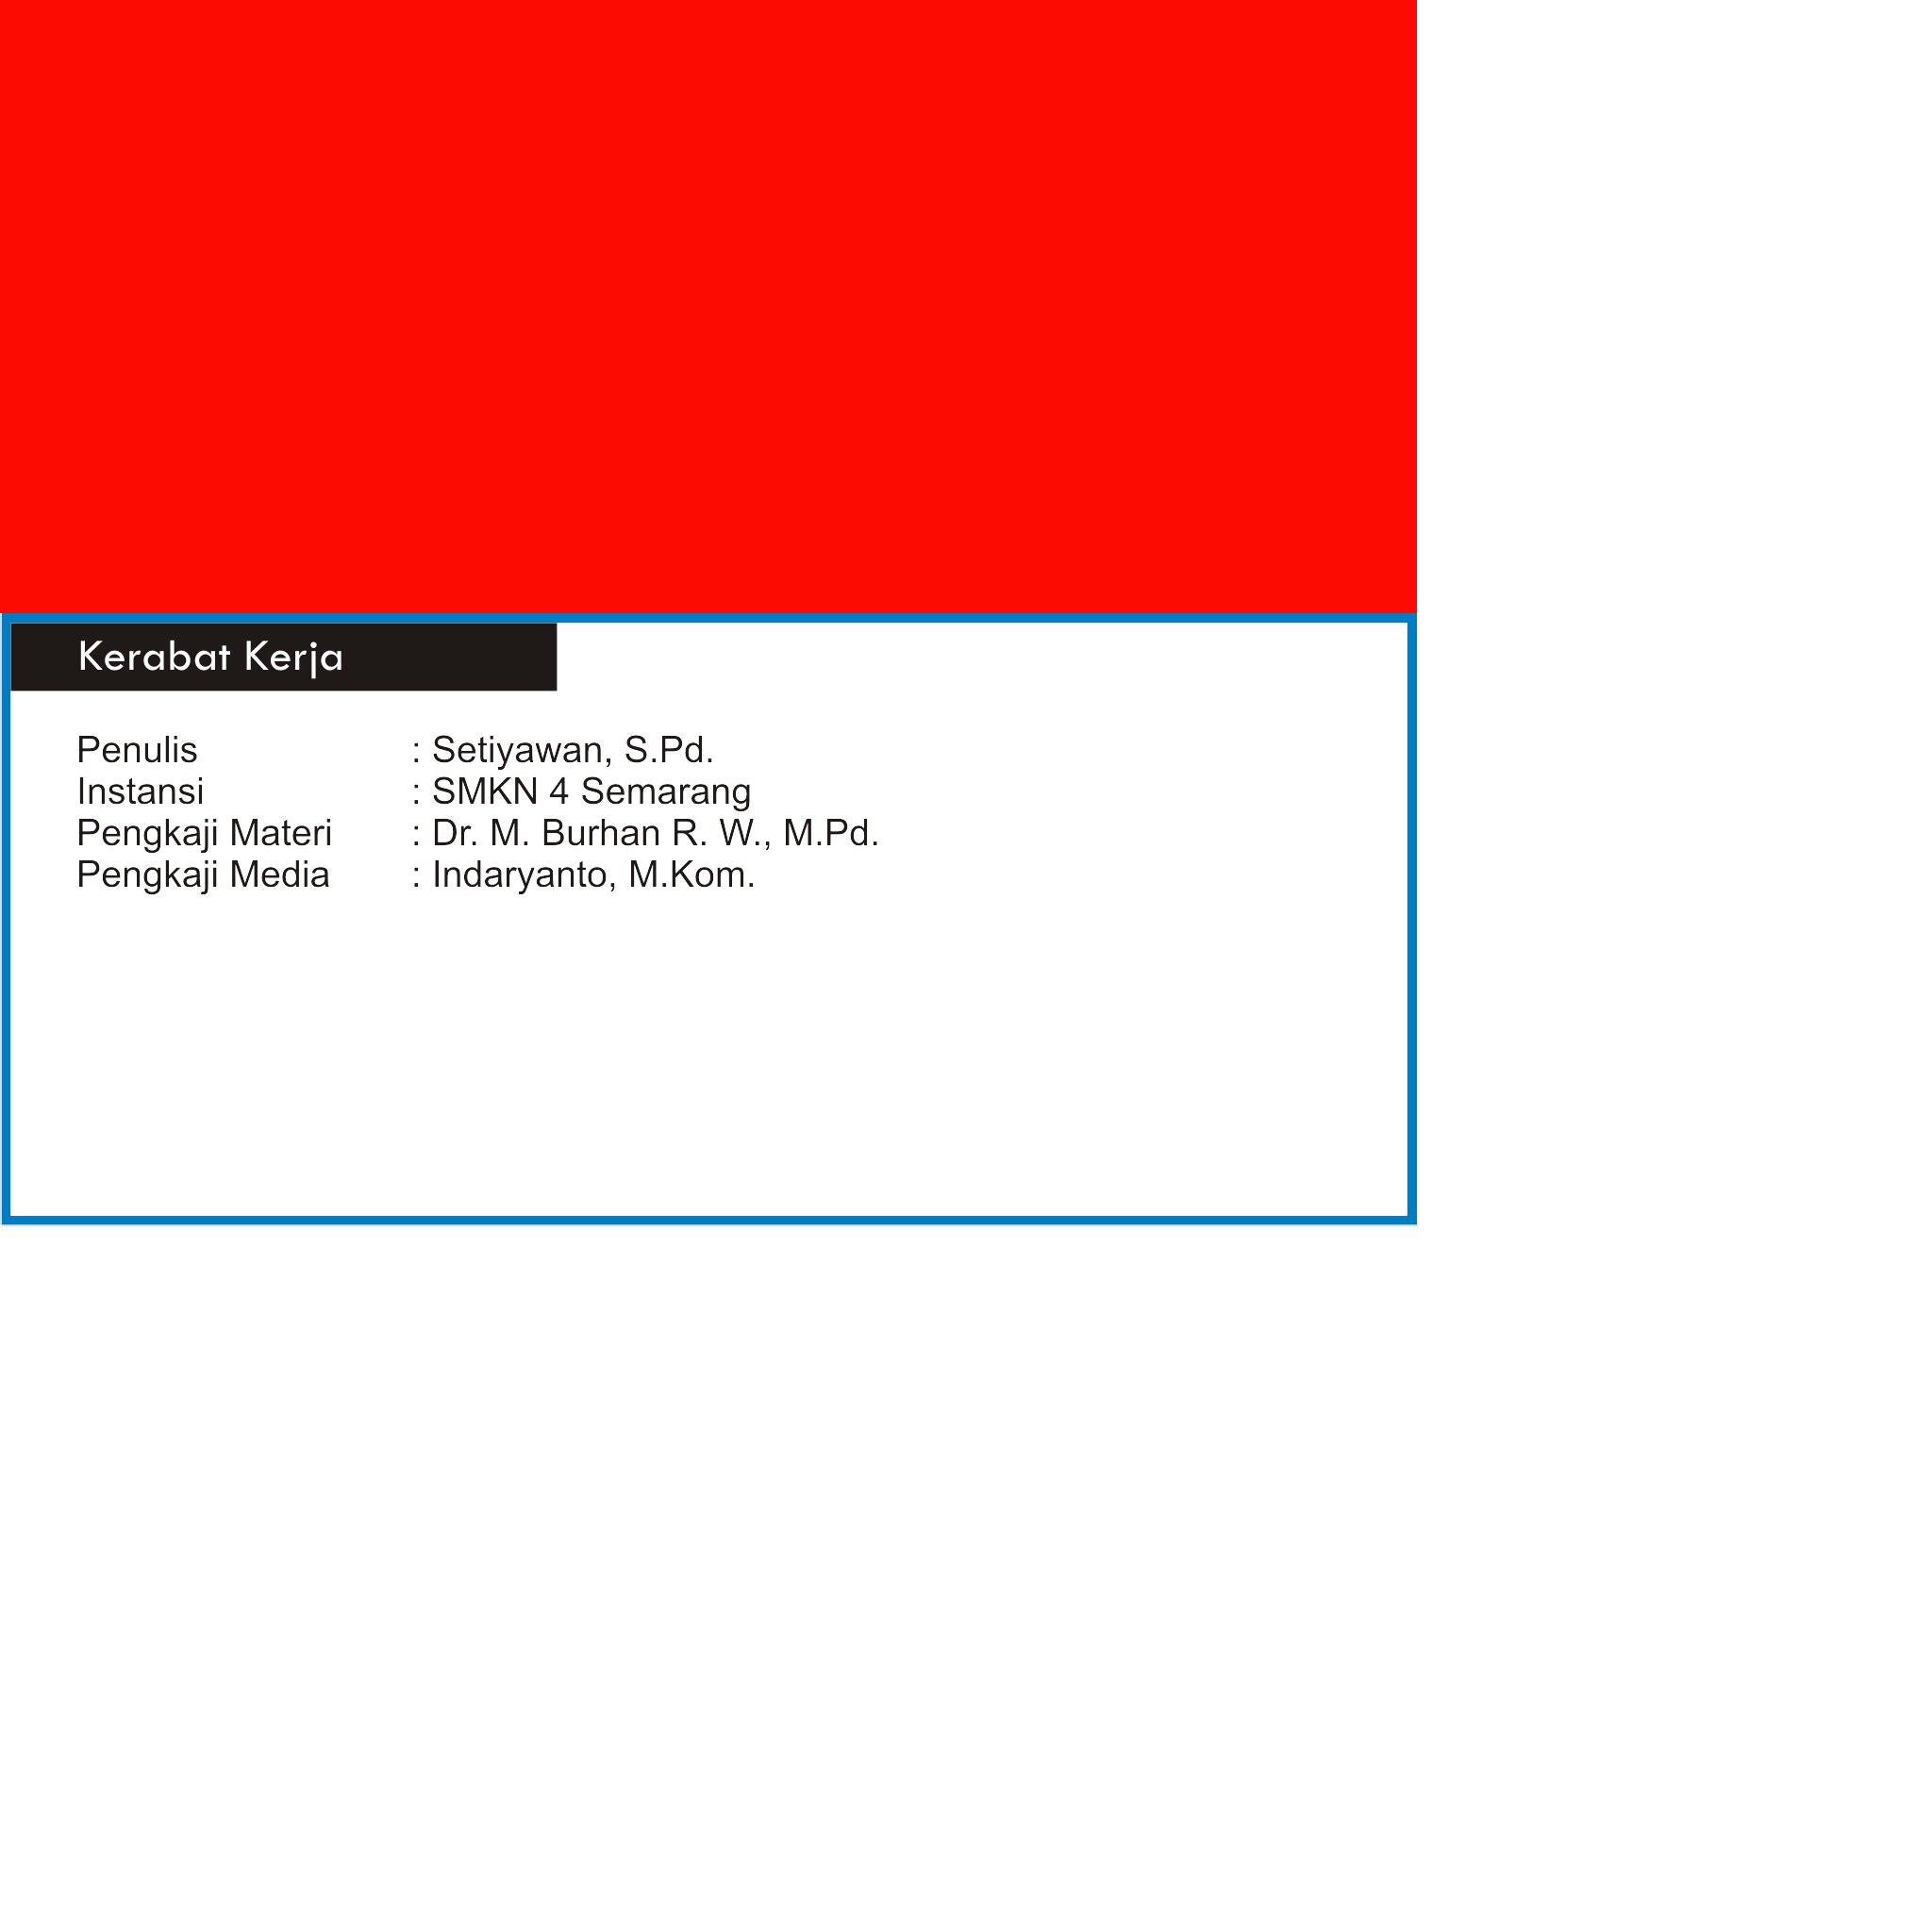 Kerabat Kerja
Penulis : Setiyawan, S.Pd.
Instansi : SMKN 4 Semarang
Pengkaji Materi : Dr. M. Burhan R. W., M.Pd.
Pengkaji Media : Indaryanto, M.Kom.